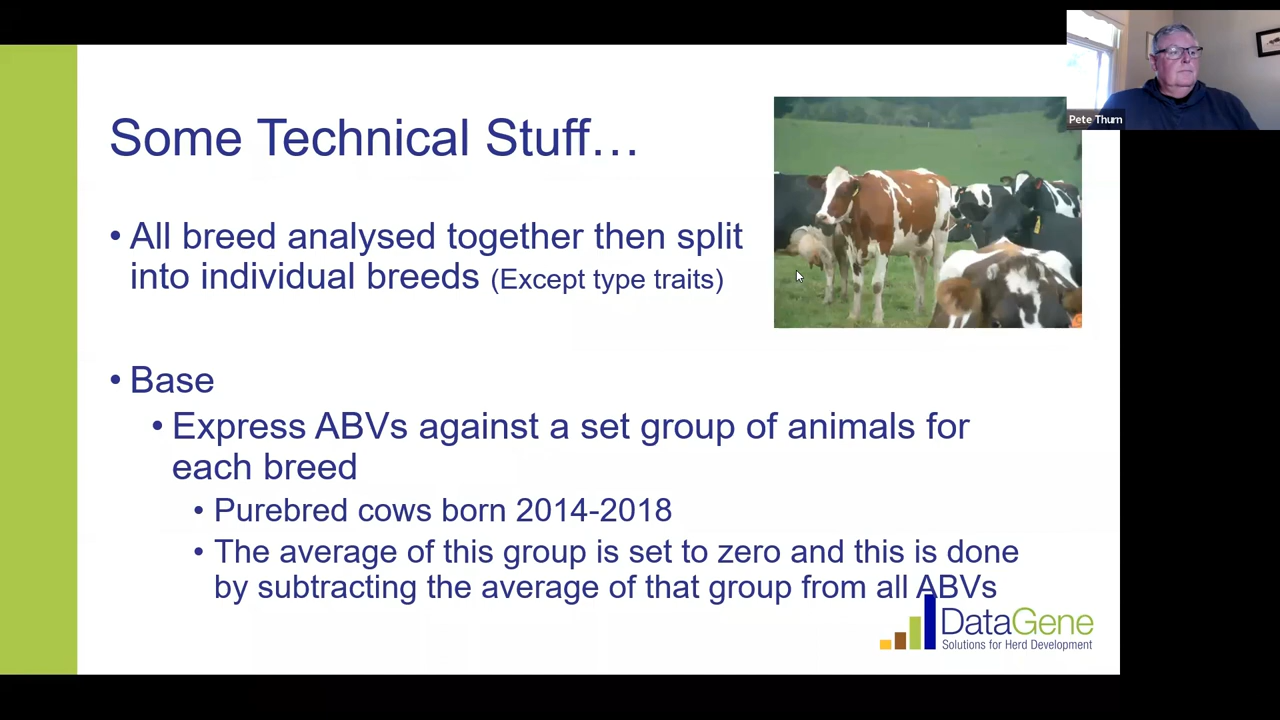 Some Technical Stuff…
• All breed analysed together then split
into individual breeds (Except type traits)
• Base
• Express ABVs against a set group of animals for
each breed
• Purebred cows born 2014-2018
• The average of this group is set to zero and this is done
by subtracting the average of that group from all ABVs
DataGene
Solutions for Herd Development
Pete Thurn